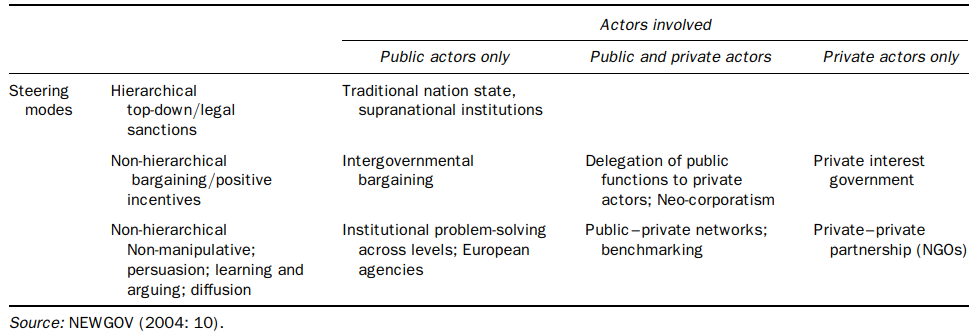 Actors involved
Public actors only Public and private actors Private actors only
Steering modes
Hierarchical top-down/legal sanctions
Traditional nation state, supranational institutions
Non-hierarchical bargaining/positive incentives
Intergovernmental bargaining
Delegation of public functions to private actors; Neo-corporatism
Private interest government
Non-hierarchical Non-manipulative; persuasion; learning and arguing; diffusion
Institutional problem-solving across levels; European agencies
Public–private networks; benchmarking
Private–private partnership (NGOs)
Source: NEWGOV (2004: 10).